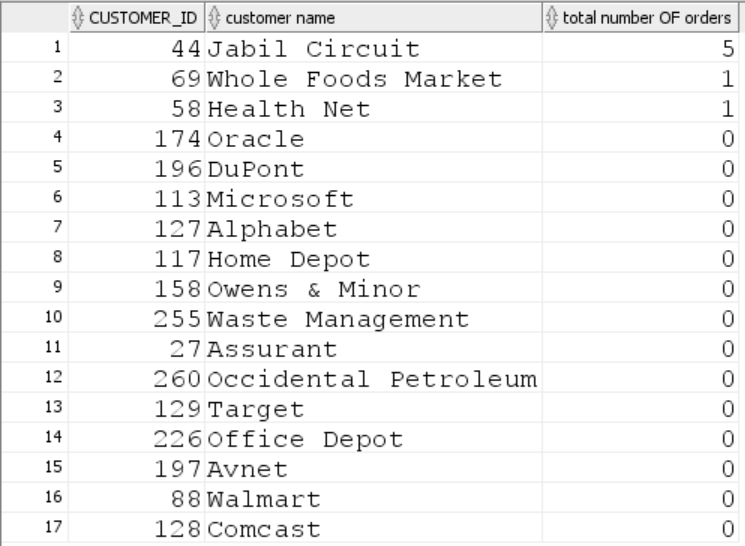 CUSTOMER_ID customer name total number OF orders
1 44 Jabil Circuit 5
2 69 Whole Foods Market 1
3 58 Health Net 1
4 174 Oracle 0
5 196 DuPont 0
6 113 Microsoft 0
7 127 Alphabet 0
8 117 Home Depot 0
9 158 Owens & Minor 0
10 255 Waste Management 0
11 27 Assurant 0
12 260 Occidental Petroleum 0
13 129 Target 0
14 226 Office Depot 0
15 197 Avnet 0
16 88 Walmart 0
17 128 Comcast 0